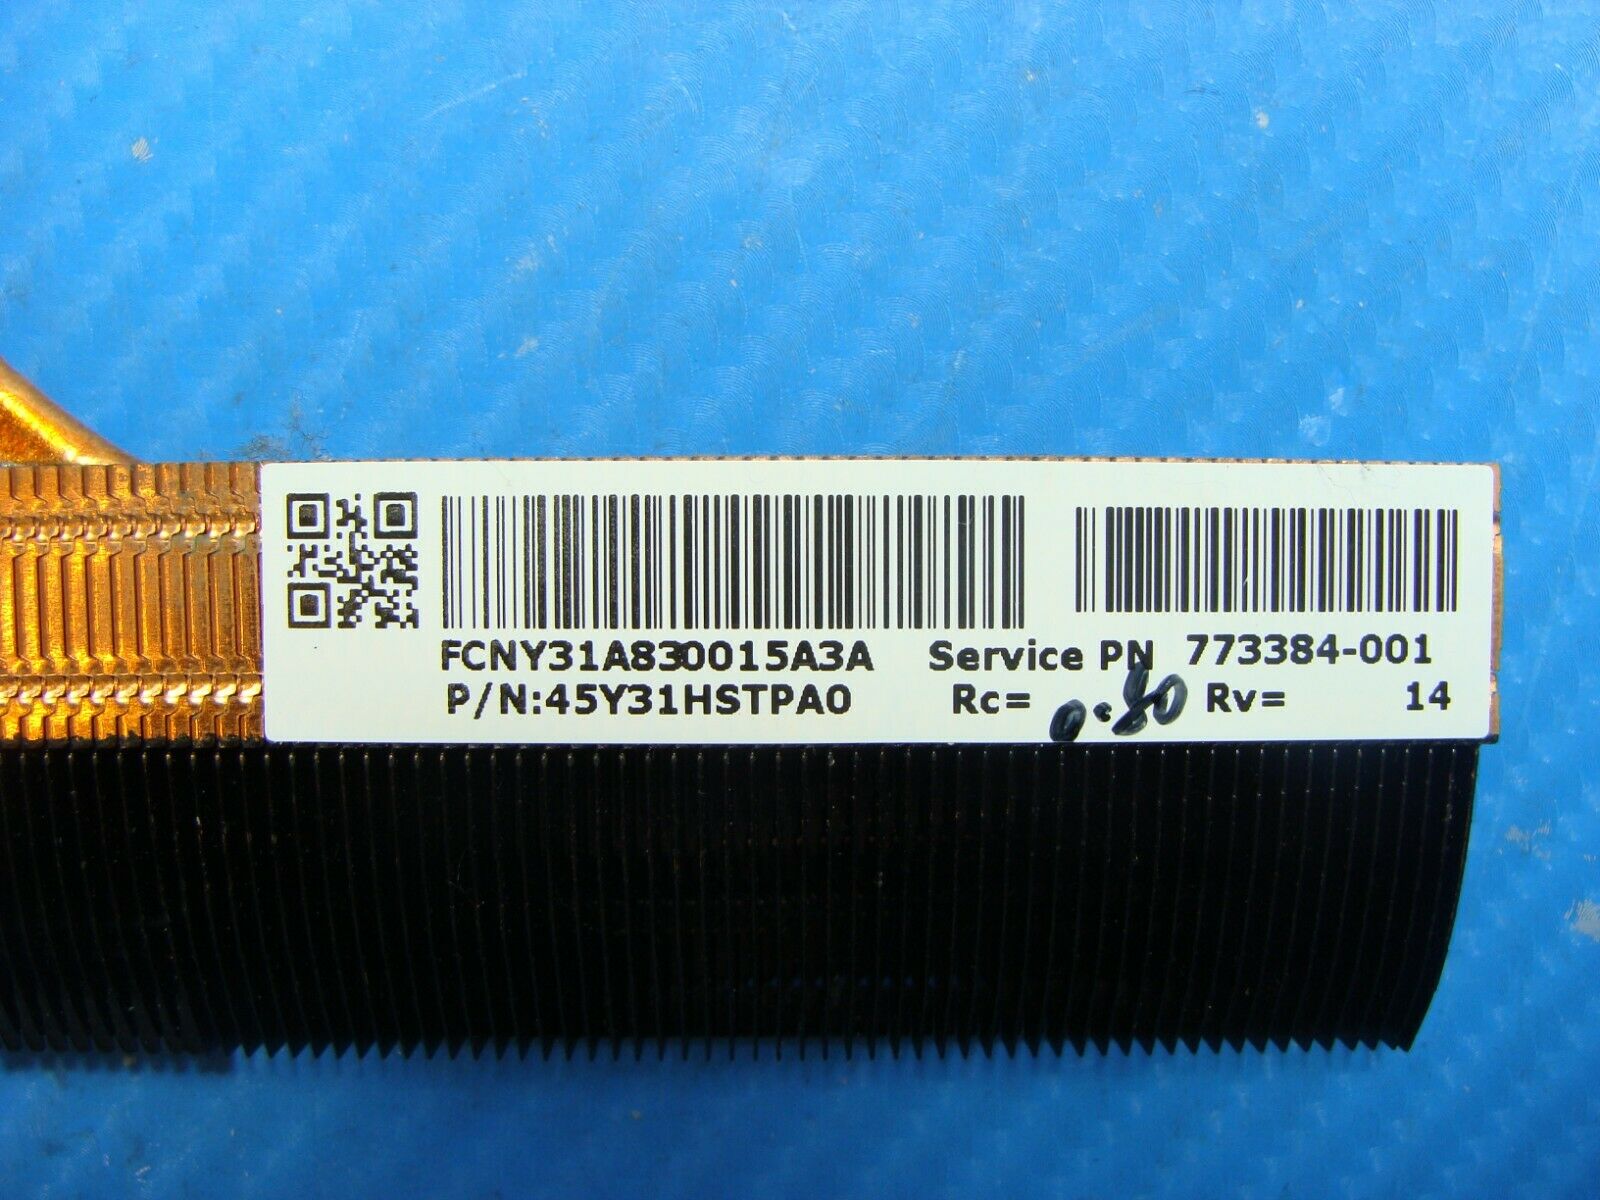 FCNY31A830015A3A Service PN 773384-001
P/N:45Y31HSTPA0 Rc= 0.80 Rv= 14